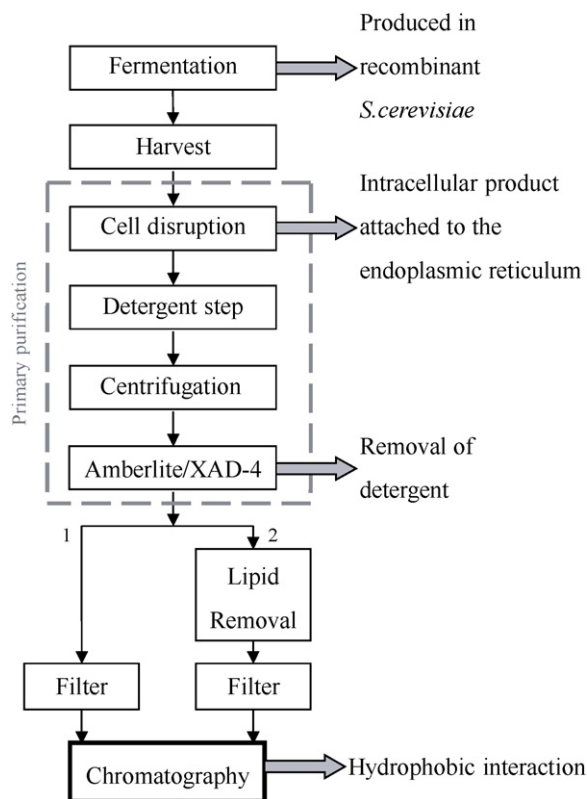 Fermentation
Produced in
recombinant
S.cerevisiae
Harvest
Primary purification
Cell disruption
Intracellular product
attached to the
endoplasmic reticulum
Detergent step
Centrifugation
Amberlite/XAD-4
Removal of
detergent
1
2
Lipid
Removal
Filter
Filter
Chromatography
Hydrophobic interaction